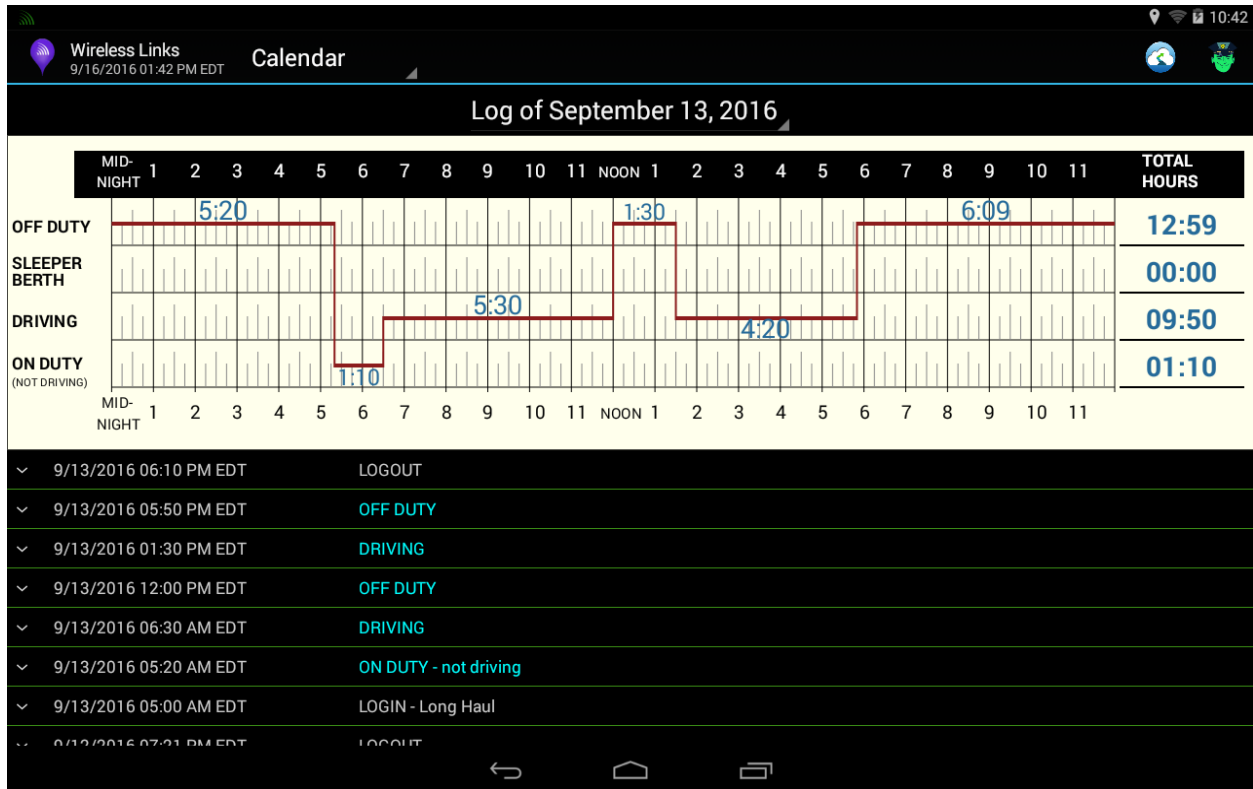 10:42
Wireless Links
9/16/2016 01:42 PM EDT
Calendar
Log of September 13, 2016
MID-NIGHT 1 2 3 4 5 6 7 8 9 10 11 NOON 1 2 3 4 5 6 7 8 9 10 11 TOTAL HOURS
5:20 1:30 6:09
OFF DUTY 12:59
SLEEPER BERTH 00:00
5:30
DRIVING 09:50
4:20
ON DUTY 01:10
(NOT DRIVING)
1:10
MID-NIGHT 1 2 3 4 5 6 7 8 9 10 11 NOON 1 2 3 4 5 6 7 8 9 10 11
9/13/2016 06:10 PM EDT LOGOUT
9/13/2016 05:50 PM EDT OFF DUTY
9/13/2016 01:30 PM EDT DRIVING
9/13/2016 12:00 PM EDT OFF DUTY
9/13/2016 06:30 AM EDT DRIVING
9/13/2016 05:20 AM EDT ON DUTY - not driving
9/13/2016 05:00 AM EDT LOGIN - Long Haul
9/12/2016 07:21 PM EDT LOGOUT